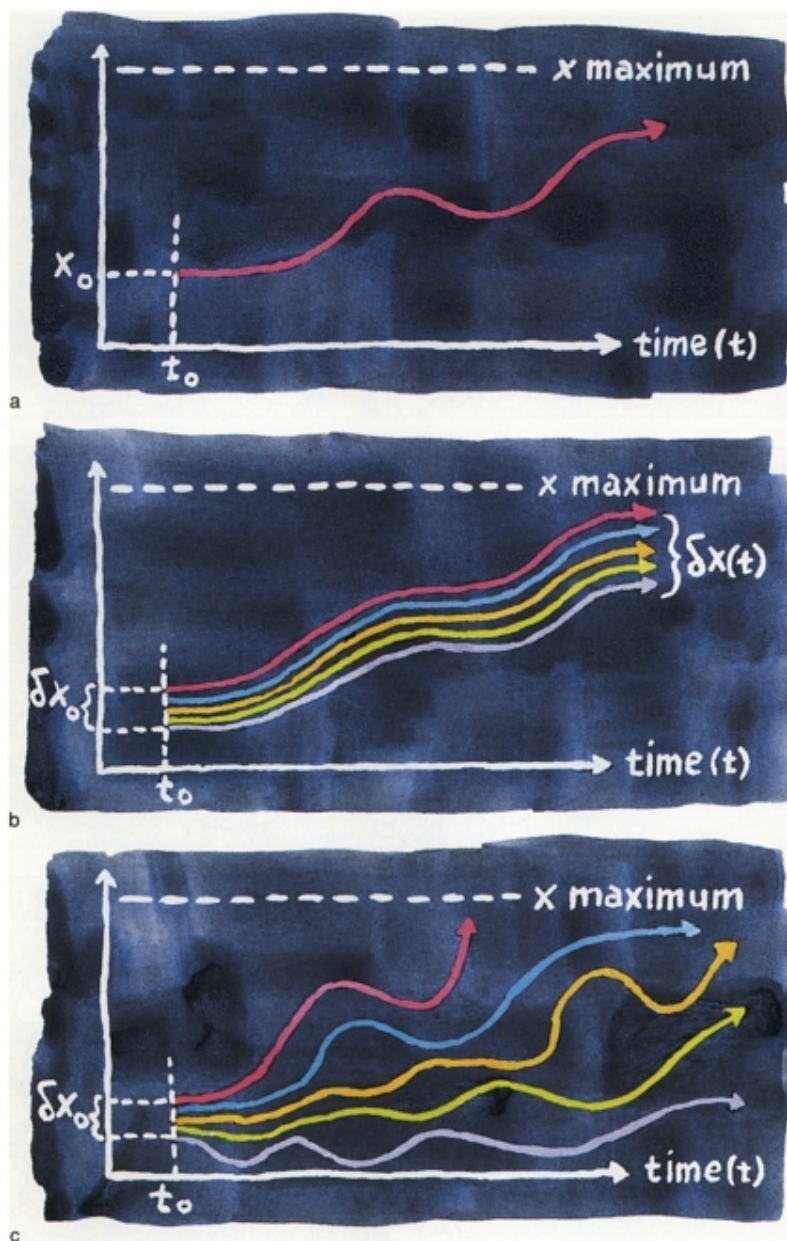 x maximum
x₀
time (t)
t₀
a
x maximum
δx(t)
δx₀
time (t)
t₀
b
x maximum
δx₀
time (t)
t₀
c